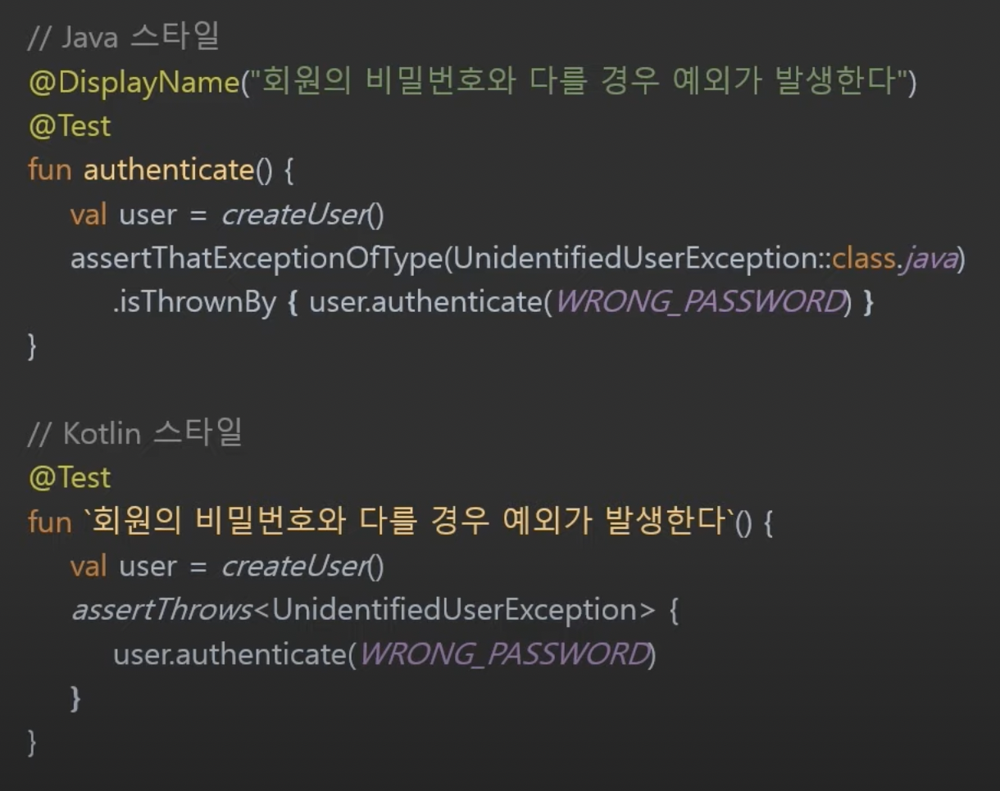 // Java 스타일
@DisplayName("회원의 비밀번호와 다를 경우 예외가 발생한다")
@Test
fun authenticate() {
val user = createUser()
assertThatExceptionOfType(UnidentifiedUserException::class.java)
.isThrownBy { user.authenticate(WRONG_PASSWORD) }
}
// Kotlin 스타일
@Test
fun `회원의 비밀번호와 다를 경우 예외가 발생한다`() {
val user = createUser()
assertThrows<UnidentifiedUserException> {
user.authenticate(WRONG_PASSWORD)
}
}